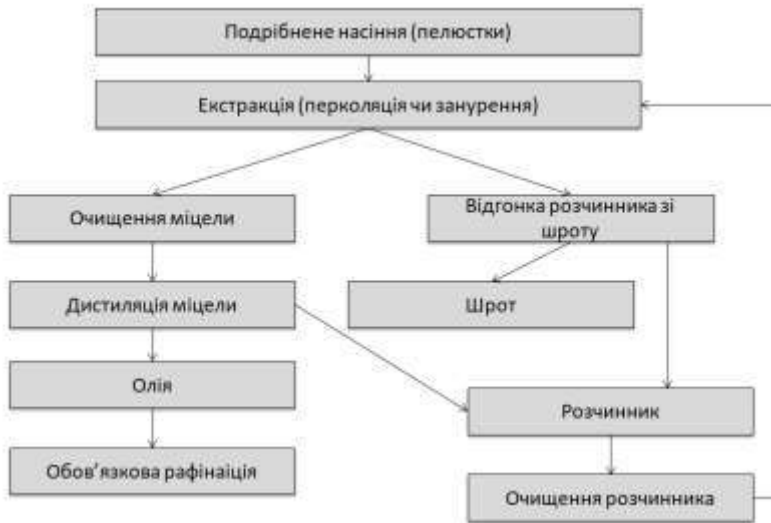 Подрібнене насіння (пелюстки)
Екстракція (перколяція чи занурення)
Очищення міцели
Відгонка розчинника зі
шроту
Дистиляція міцели
Шрот
Олія
Розчинник
Обов’язкова рафінаіція
Очищення розчинника